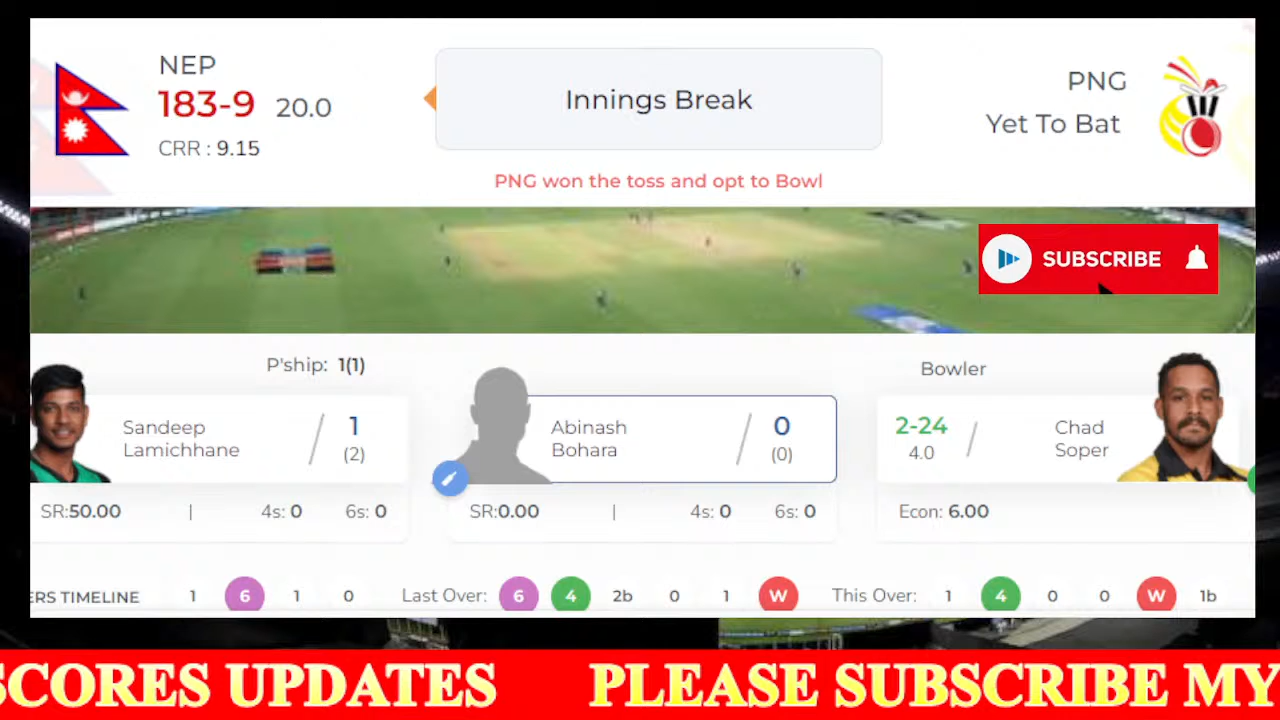 NEP
183-9 20.0
CRR : 9.15
Innings Break
PNG won the toss and opt to Bowl
PNG
Yet To Bat
SUBSCRIBE
P'ship: 1(1)
Sandeep
Lamichhane
1
(2)
SR:50.00 | 4s: 0 6s: 0
Abinash
Bohara
0
(0)
SR:0.00 | 4s: 0 6s: 0
Bowler
2-24
4.0
Chad
Soper
Econ: 6.00
ERS TIMELINE 1 6 1 0 Last Over: 6 4 2b 0 1 W This Over: 1 4 0 0 W 1b
SCORES UPDATES PLEASE SUBSCRIBE MY